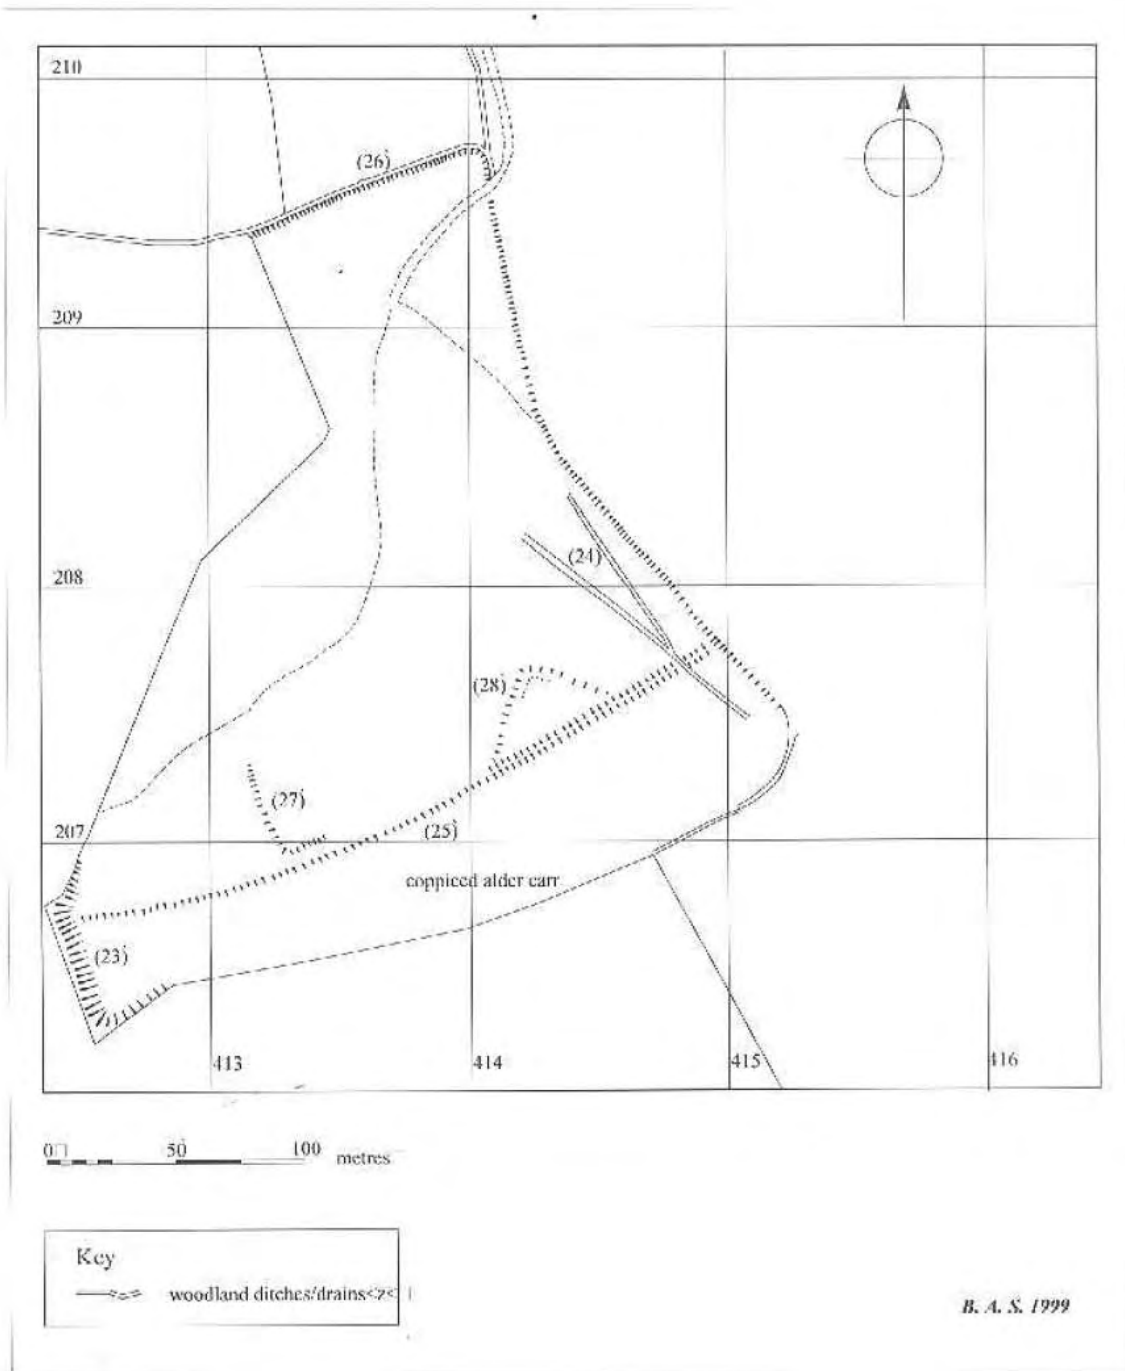 210
(26)
209
(24)
208
(28)
(27)
207
(25)
coppiced alder carr
(23)
413
414
415
416
0 50 100 metres
Key
woodland ditches/drains<z<
B. A. S. 1999